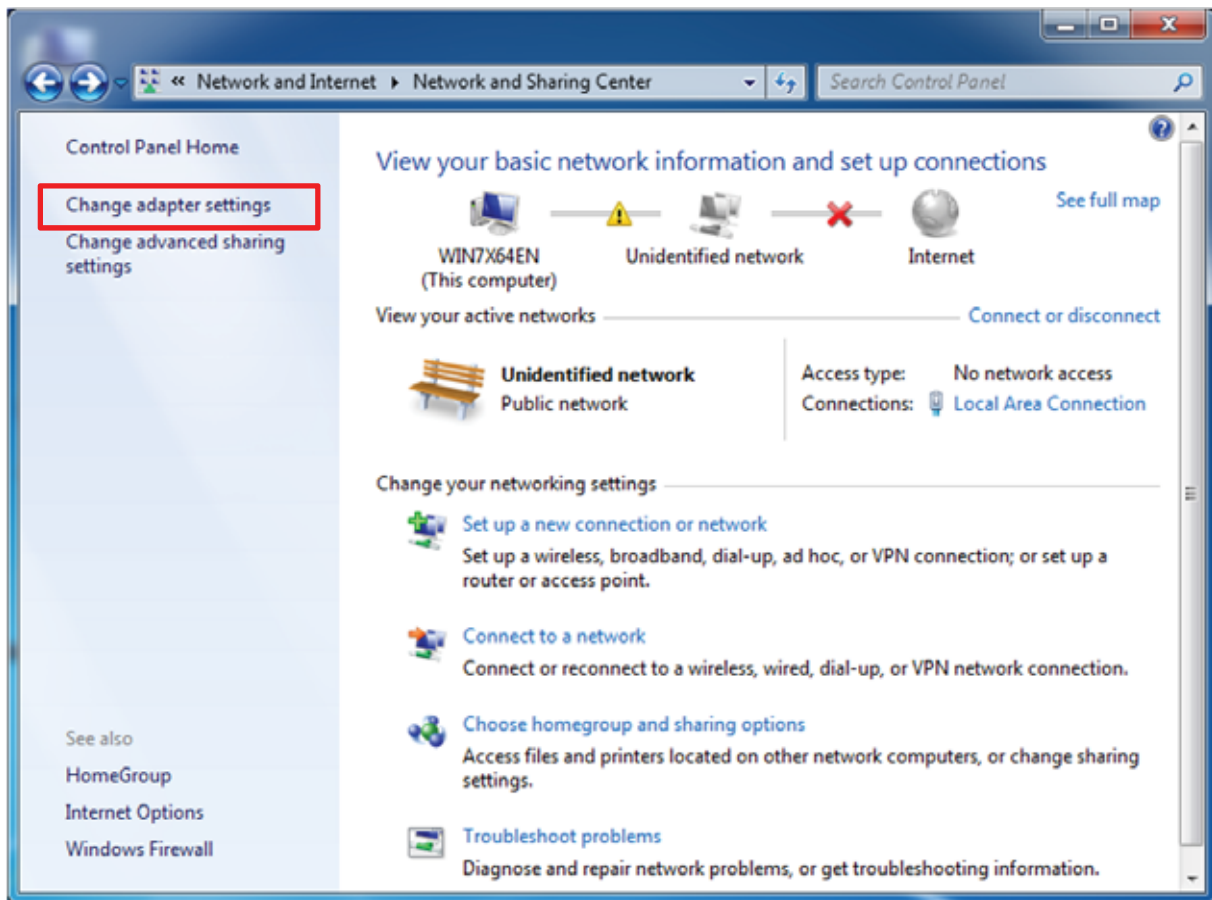 « Network and Internet ▸ Network and Sharing Center
Search Control Panel
Control Panel Home
Change adapter settings
Change advanced sharing
settings
See also
HomeGroup
Internet Options
Windows Firewall
View your basic network information and set up connections
See full map
WIN7X64EN
(This computer)
Unidentified network
Internet
View your active networks
Connect or disconnect
Unidentified network
Public network
Access type: No network access
Connections: Local Area Connection
Change your networking settings
Set up a new connection or network
Set up a wireless, broadband, dial-up, ad hoc, or VPN connection; or set up a
router or access point.
Connect to a network
Connect or reconnect to a wireless, wired, dial-up, or VPN network connection.
Choose homegroup and sharing options
Access files and printers located on other network computers, or change sharing
settings.
Troubleshoot problems
Diagnose and repair network problems, or get troubleshooting information.